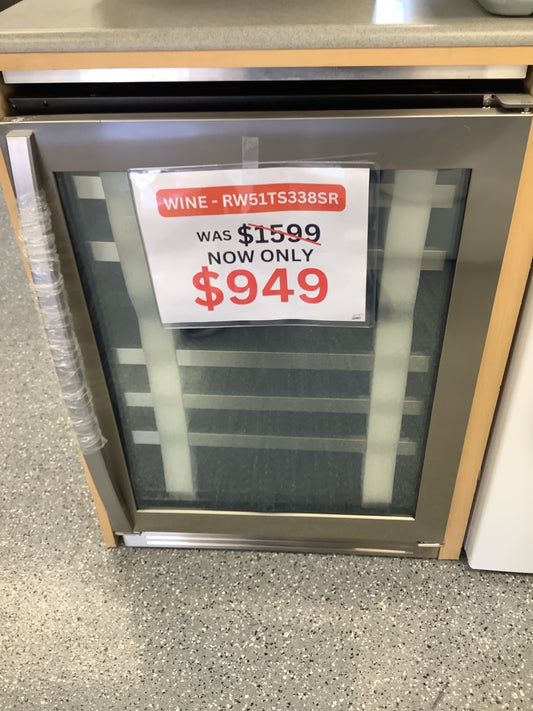 WINE - RW51TS338SR
WAS $1599
NOW ONLY
$949